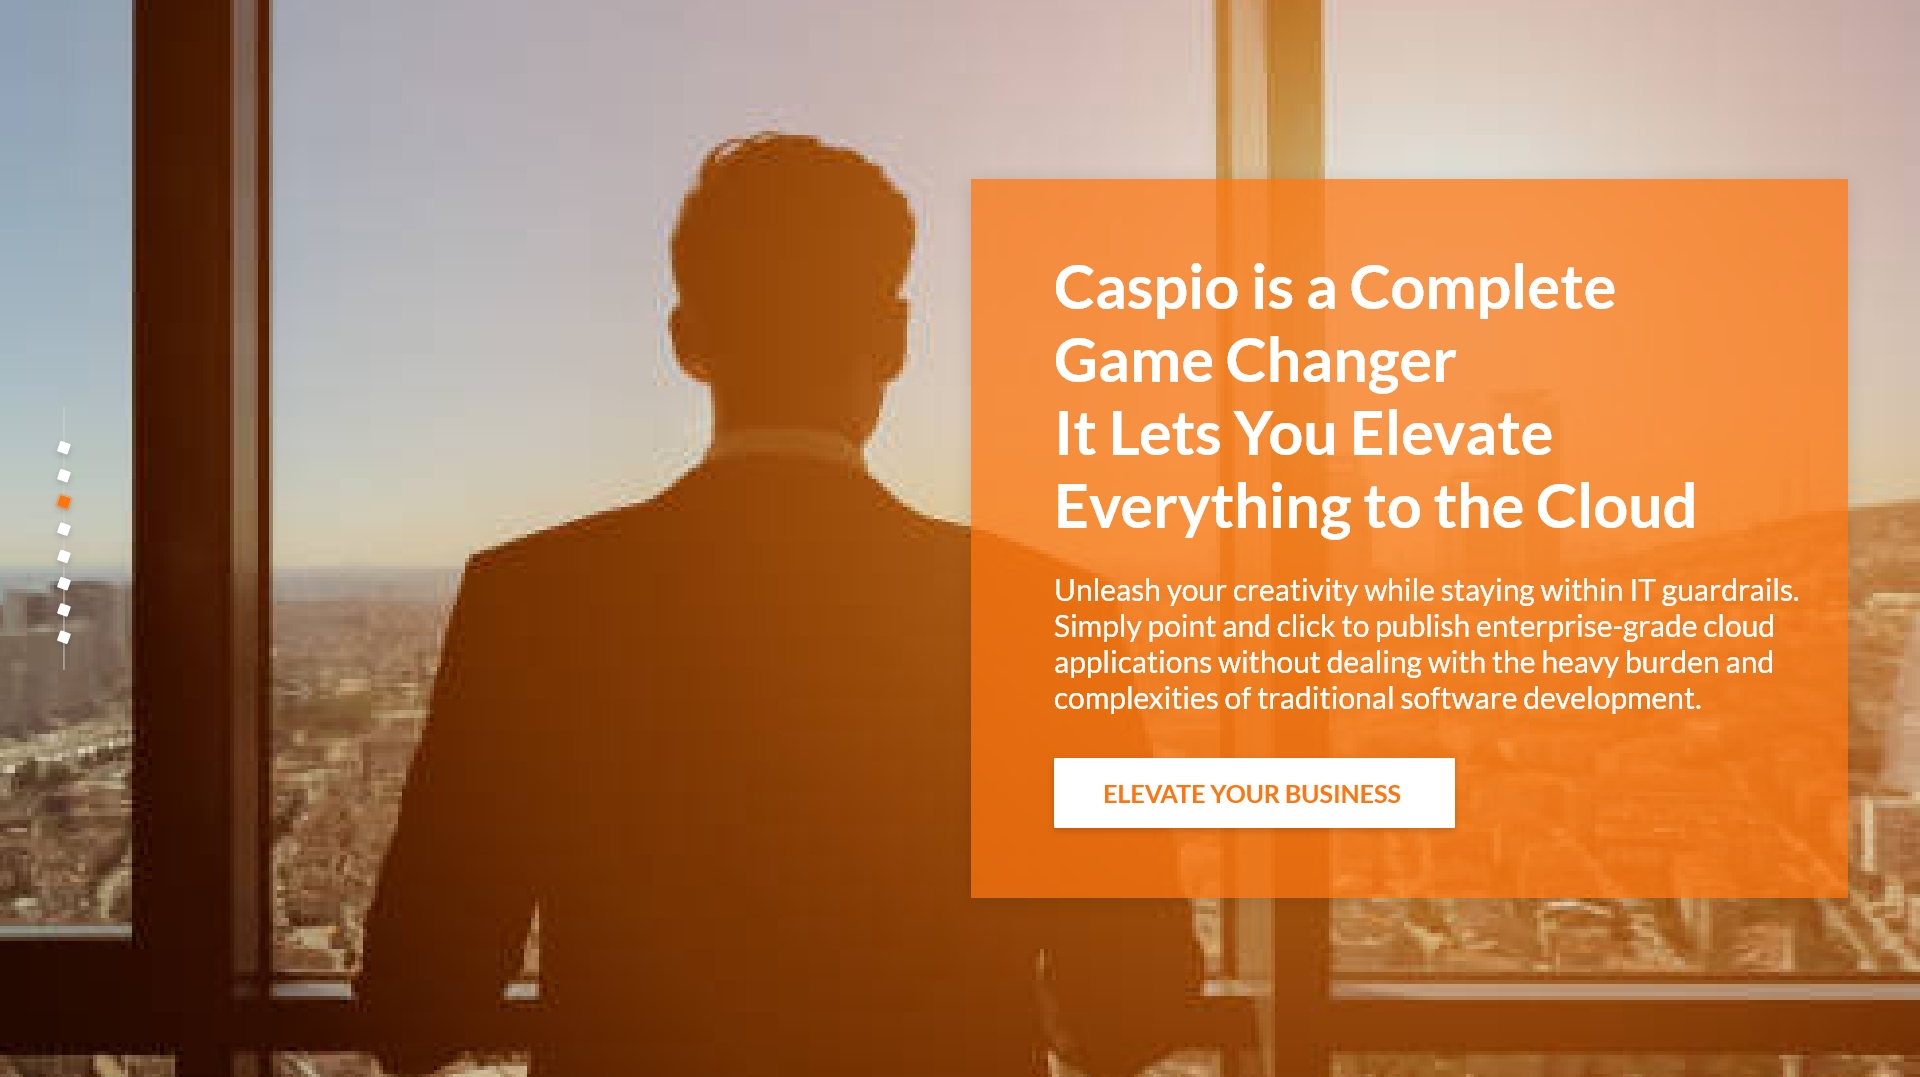 Caspio is a Complete
Game Changer
It Lets You Elevate
Everything to the Cloud
Unleash your creativity while staying within IT guardrails.
Simply point and click to publish enterprise-grade cloud
applications without dealing with the heavy burden and
complexities of traditional software development.
ELEVATE YOUR BUSINESS